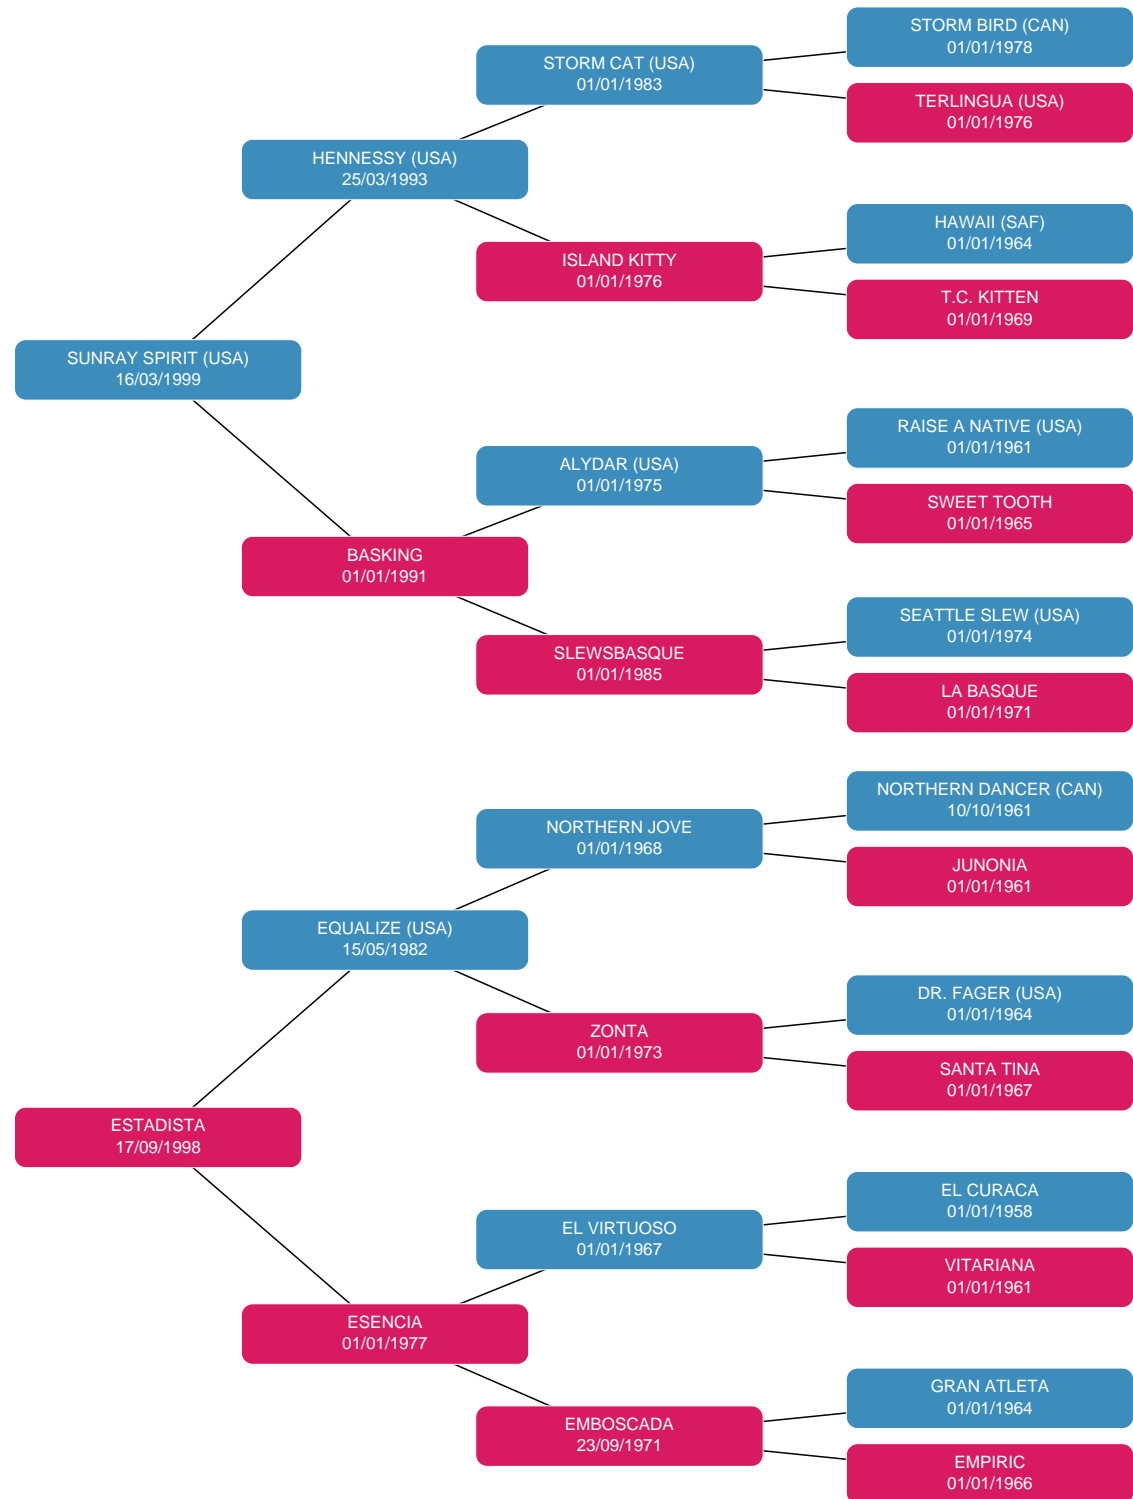 STORM BIRD (CAN)
01/01/1978
STORM CAT (USA)
01/01/1983
TERLINGUA (USA)
01/01/1976
HENNESSY (USA)
25/03/1993
HAWAII (SAF)
01/01/1964
ISLAND KITTY
01/01/1976
T.C. KITTEN
01/01/1969
SUNRAY SPIRIT (USA)
16/03/1999
RAISE A NATIVE (USA)
01/01/1961
ALYDAR (USA)
01/01/1975
SWEET TOOTH
01/01/1965
BASKING
01/01/1991
SEATTLE SLEW (USA)
01/01/1974
SLEWSBASQUE
01/01/1985
LA BASQUE
01/01/1971
NORTHERN DANCER (CAN)
10/10/1961
NORTHERN JOVE
01/01/1968
JUNONIA
01/01/1961
EQUALIZE (USA)
15/05/1982
DR. FAGER (USA)
01/01/1964
ZONTA
01/01/1973
SANTA TINA
01/01/1967
ESTADISTA
17/09/1998
EL CURACA
01/01/1958
EL VIRTUOSO
01/01/1967
VITARIANA
01/01/1961
ESENCIA
01/01/1977
GRAN ATLETA
01/01/1964
EMBOSCADA
23/09/1971
EMPIRIC
01/01/1966